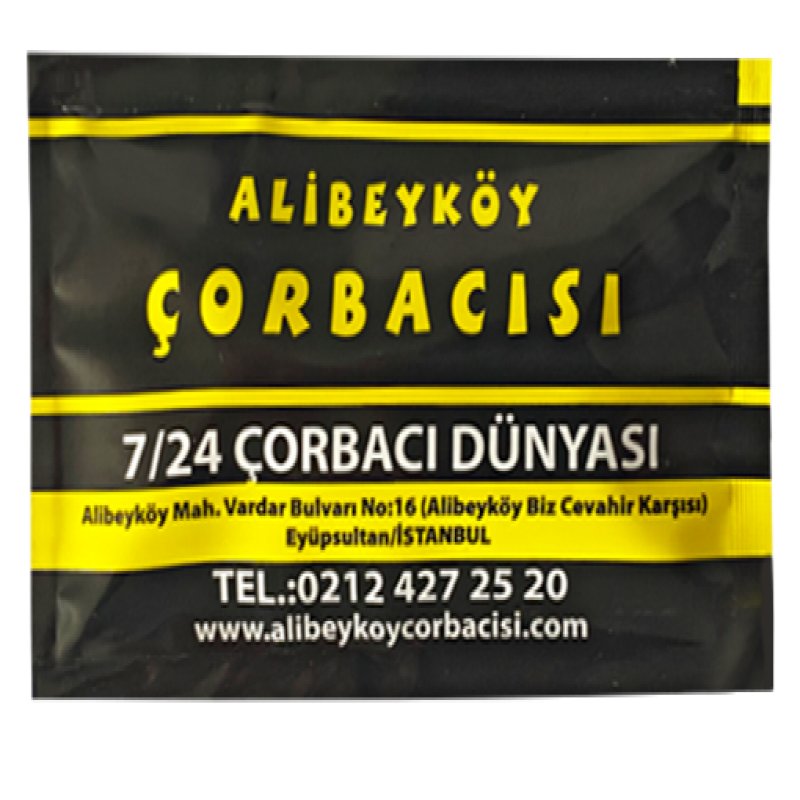 ALİBEYKÖY
ÇORBACISI
7/24 ÇORBACI DÜNYASI
Alibeyköy Mah. Vardar Bulvarı No:16 (Alibeyköy Biz Cevahir Karşısı)
Eyüpsultan/İSTANBUL
TEL.:0212 427 25 20
www.alibeykoycorbacisi.com